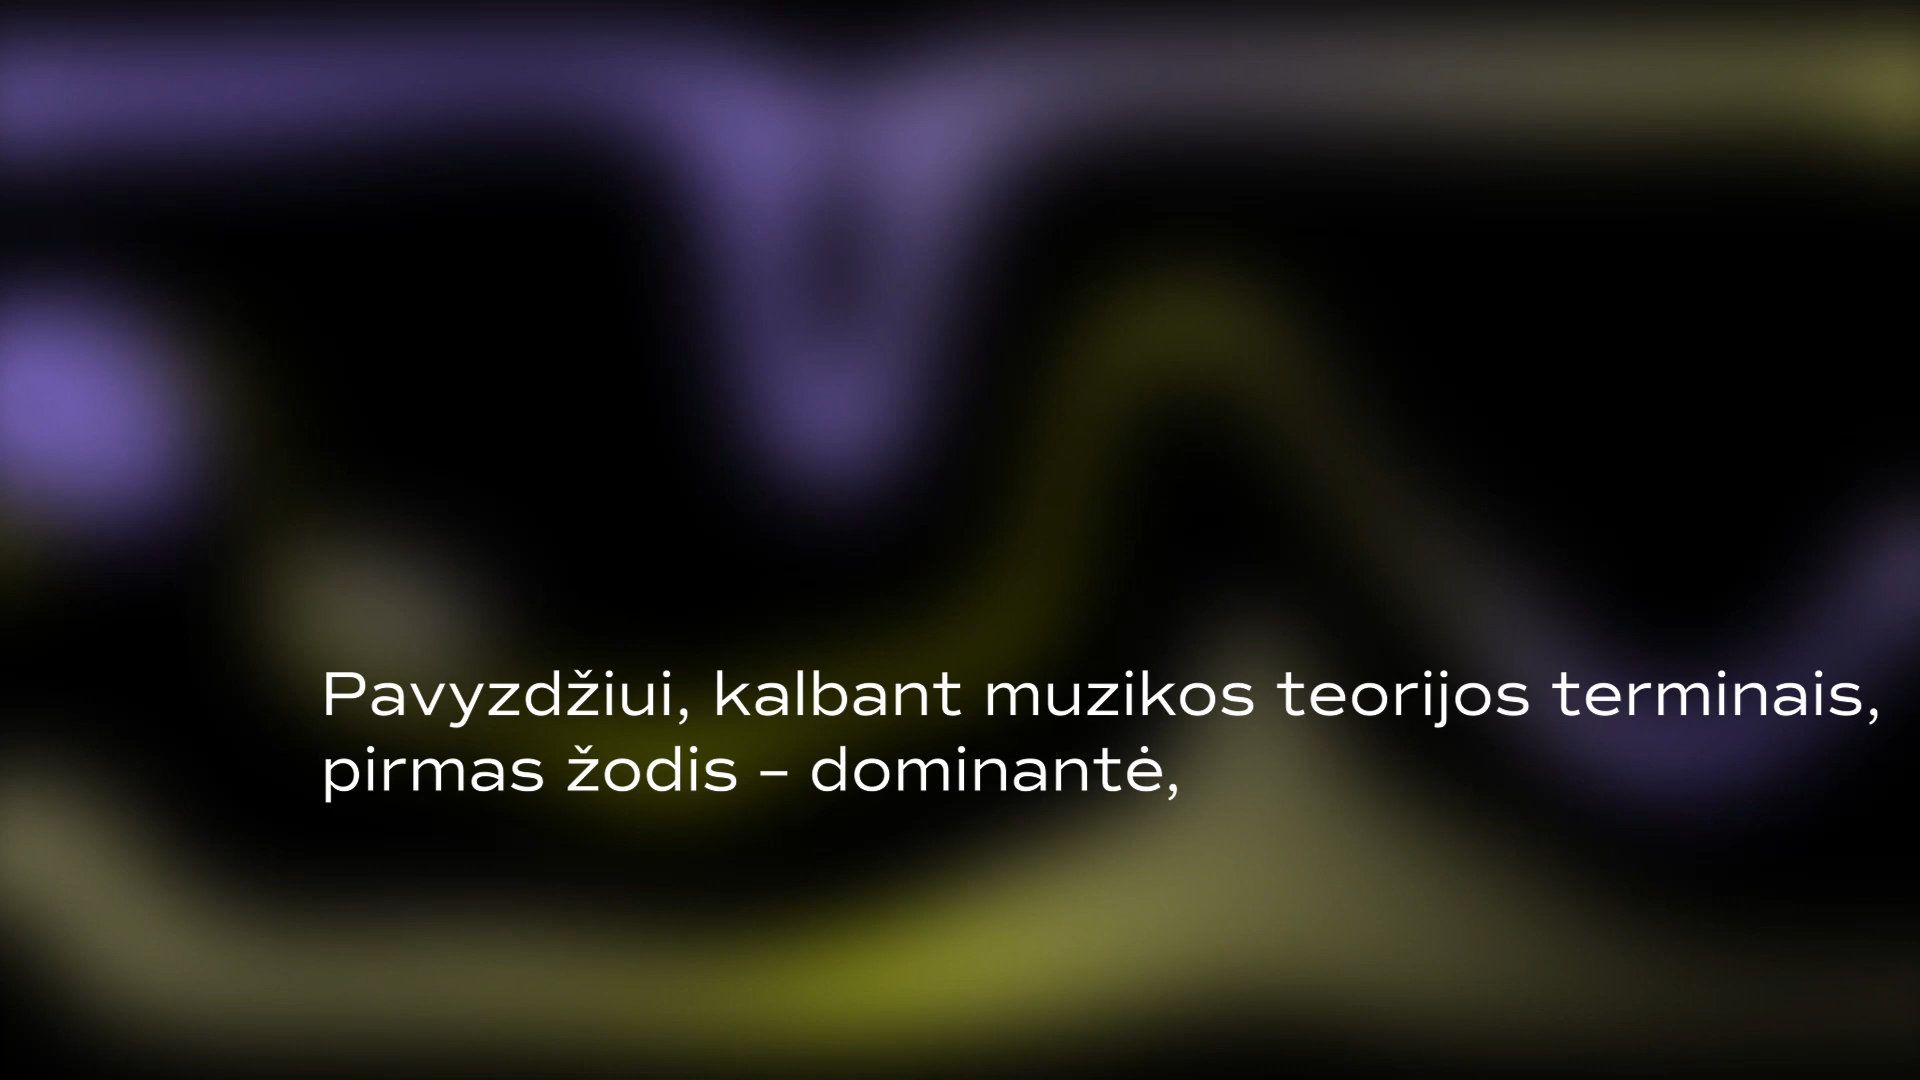 Pavyzdžiui, kalbant muzikos teorijos terminais,
pirmas žodis – dominantė,